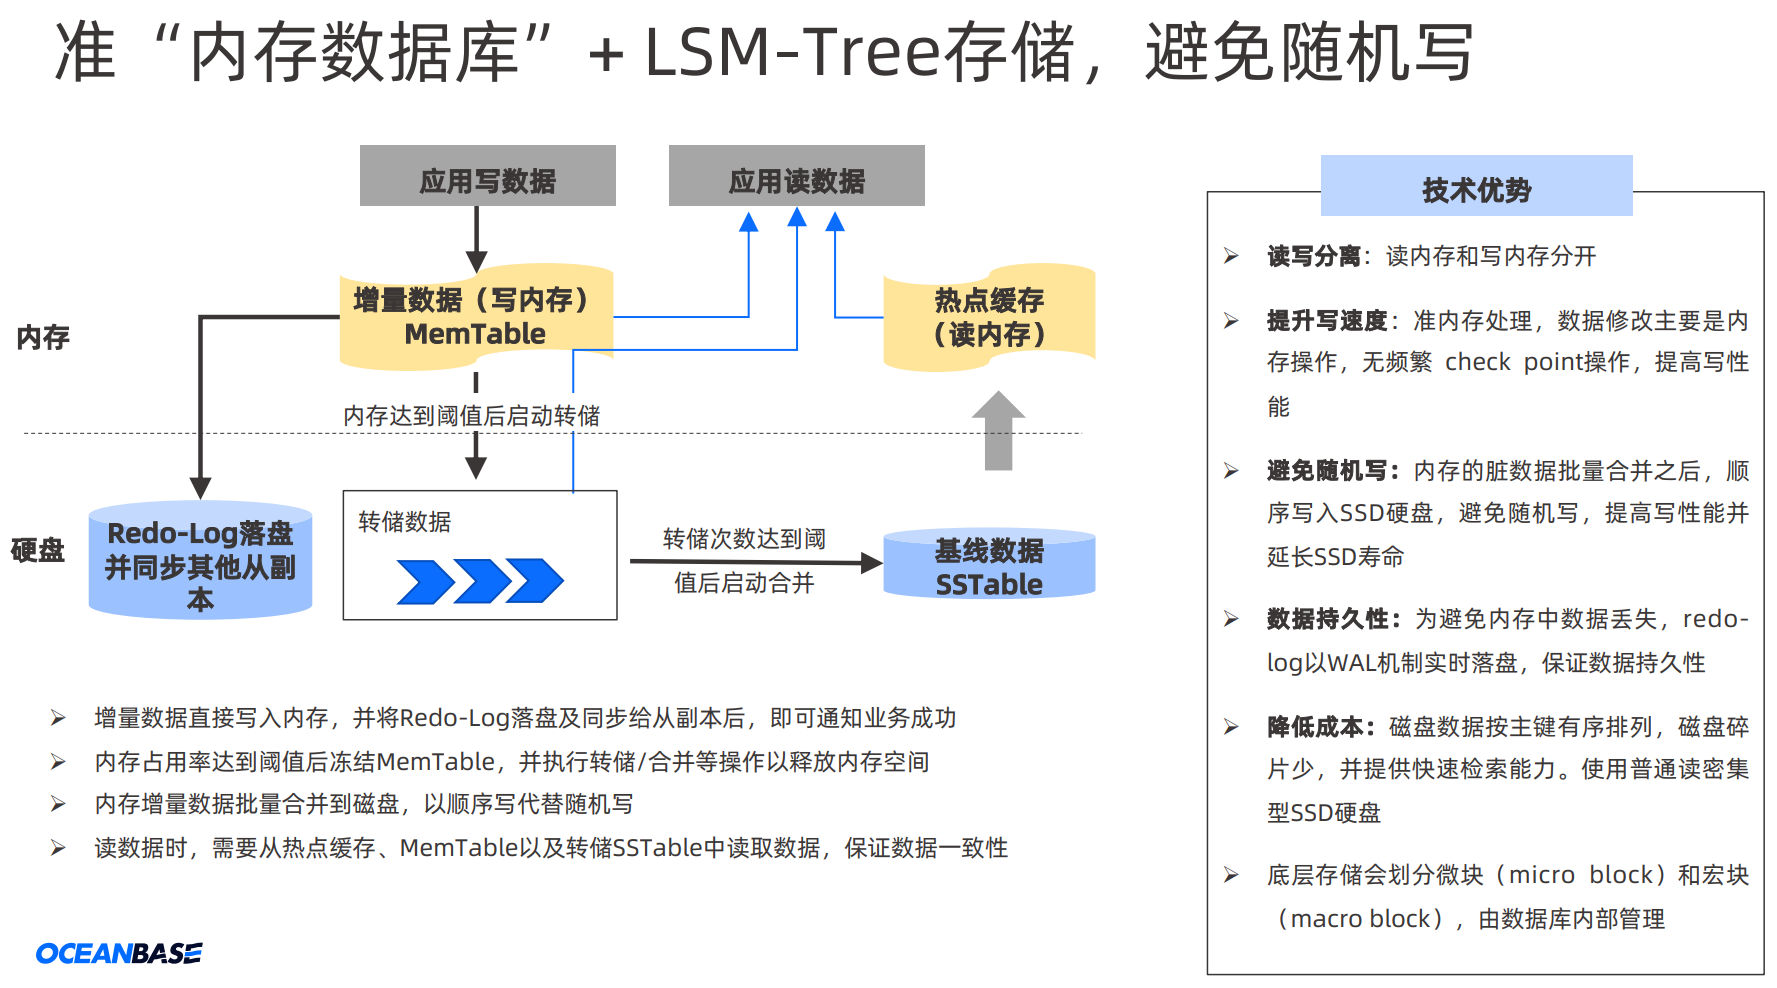 准“内存数据库”+ LSM-Tree存储，避免随机写
应用写数据
应用读数据
增量数据（写内存）
MemTable
热点缓存
（读内存）
内存
内存达到阈值后启动转储
硬盘
Redo-Log落盘
并同步其他从副
本
转储数据
转储次数达到阈
值后启动合并
基线数据
SSTable
➢ 增量数据直接写入内存，并将Redo-Log落盘及同步给从副本后，即可通知业务成功
➢ 内存占用率达到阈值后冻结MemTable，并执行转储/合并等操作以释放内存空间
➢ 内存增量数据批量合并到磁盘，以顺序写代替随机写
➢ 读数据时，需要从热点缓存、MemTable以及转储SSTable中读取数据，保证数据一致性
OCEANBASE
技术优势
➢ 读写分离：读内存和写内存分开
➢ 提升写速度：准内存处理，数据修改主要是内
存操作，无频繁 check point操作，提高写性
能
➢ 避免随机写：内存的脏数据批量合并之后，顺
序写入SSD硬盘，避免随机写，提高写性能并
延长SSD寿命
➢ 数据持久性：为避免内存中数据丢失，redo-
log以WAL机制实时落盘，保证数据持久性
➢ 降低成本：磁盘数据按主键有序排列，磁盘碎
片少，并提供快速检索能力。使用普通读密集
型SSD硬盘
➢ 底层存储会划分微块（micro block）和宏块
（macro block），由数据库内部管理